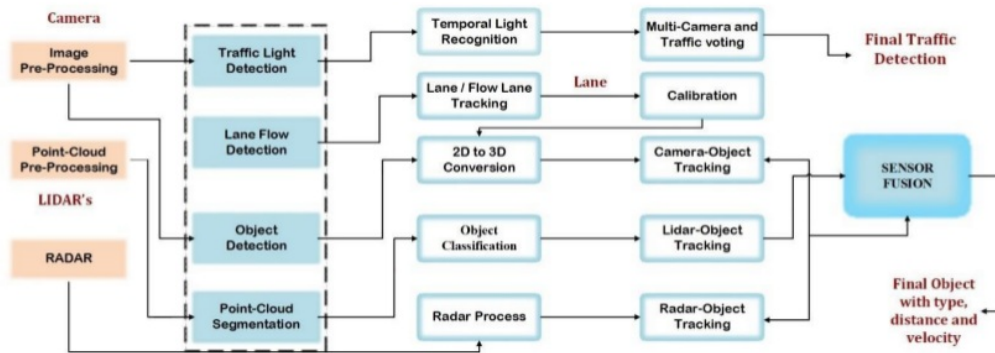 Camera
Image
Pre-Processing
Point-Cloud
Pre-Processing
LIDAR's
RADAR
Traffic Light
Detection
Lane Flow
Detection
Object
Detection
Point-Cloud
Segmentation
Temporal Light
Recognition
Lane / Flow Lane
Tracking
2D to 3D
Conversion
Object
Classification
Radar Process
Lane
Multi-Camera and
Traffic voting
Calibration
Camera-Object
Tracking
Lidar-Object
Tracking
Radar-Object
Tracking
Final Traffic
Detection
SENSOR
FUSION
Final Object
with type,
distance and
velocity